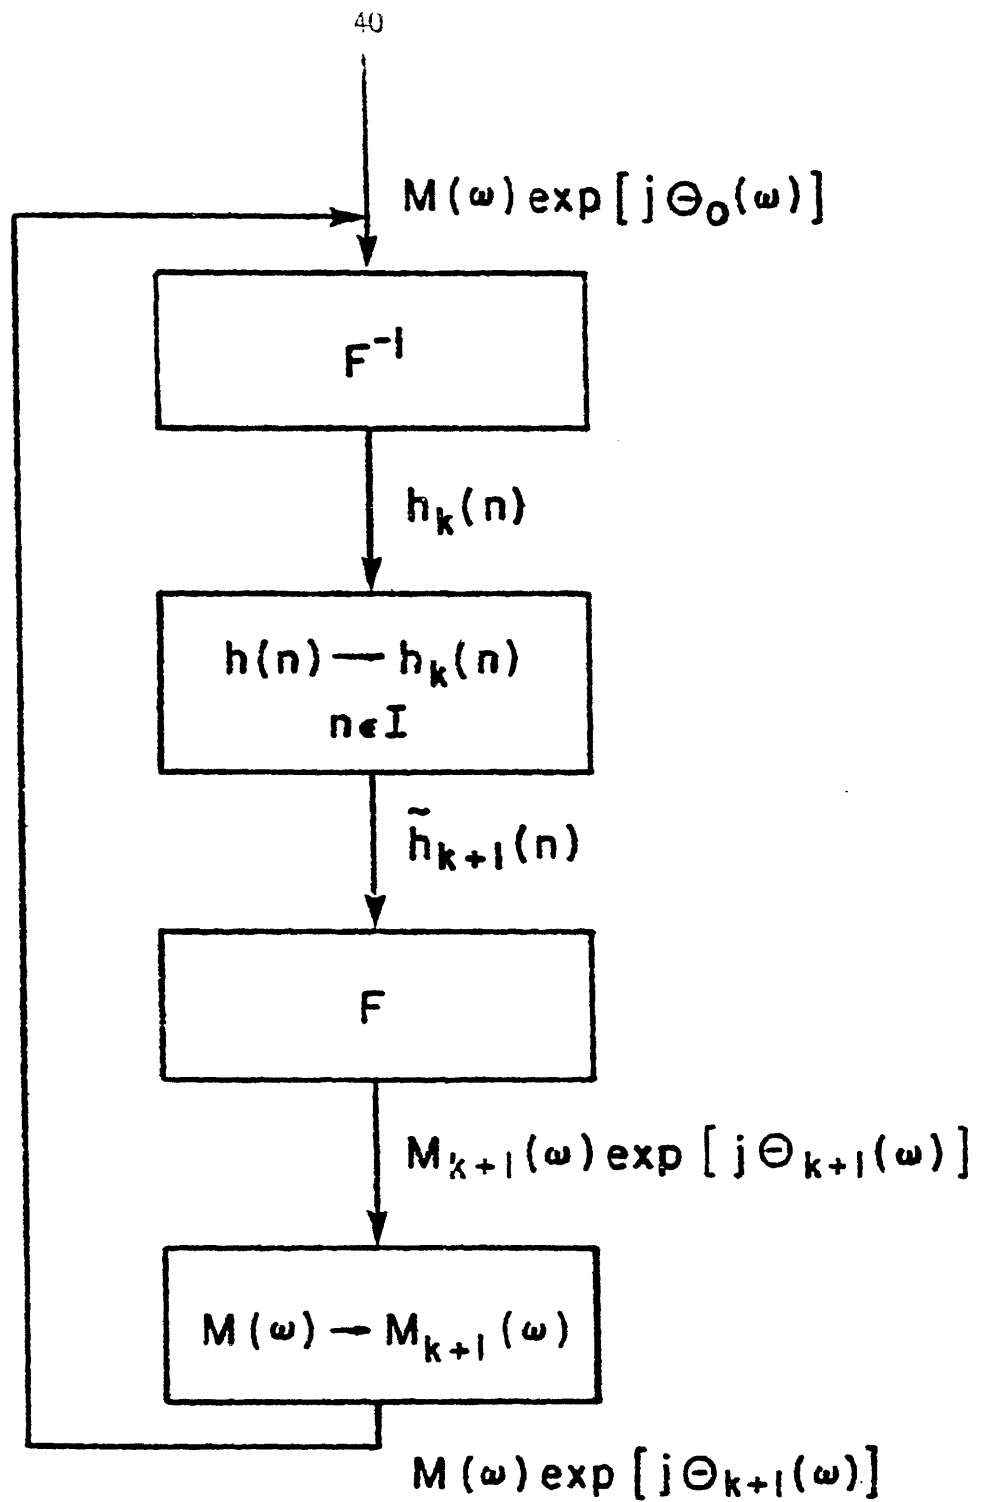 40
M(ω) exp[jΘ₀(ω)]
F⁻¹
hₖ(n)
h(n) — hₖ(n)
n ϵ I
h̃ₖ₊₁(n)
F
Mₖ₊₁(ω) exp[jΘₖ₊₁(ω)]
M(ω) → Mₖ₊₁(ω)
M(ω) exp[jΘₖ₊₁(ω)]